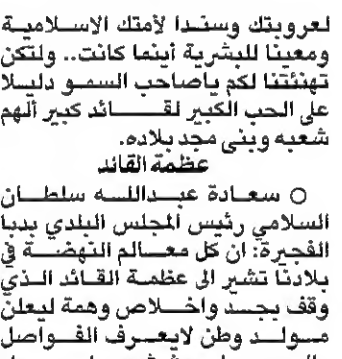 لعروبتك وسندا لأمتك الاسلامية
ومعينا للبشرية أينما كانت.. ولتكن
تهنئتنا لكم ياصاحب السمو دليلا
على الحب الكبير لقائد كبير ألهم
شعبه وبنى مجد بلاده.
عظمة القائد
O سعادة عبدالله سلطان
السلامي رئيس المجلس البلدي بدبا
الفجيرة: ان كل معالم النهضة في
بلادنا تشير الى عظمة القائد الذي
وقف بجسد واخلاص وهمة ليعلن
مولد وطن لايعرف الفواصل